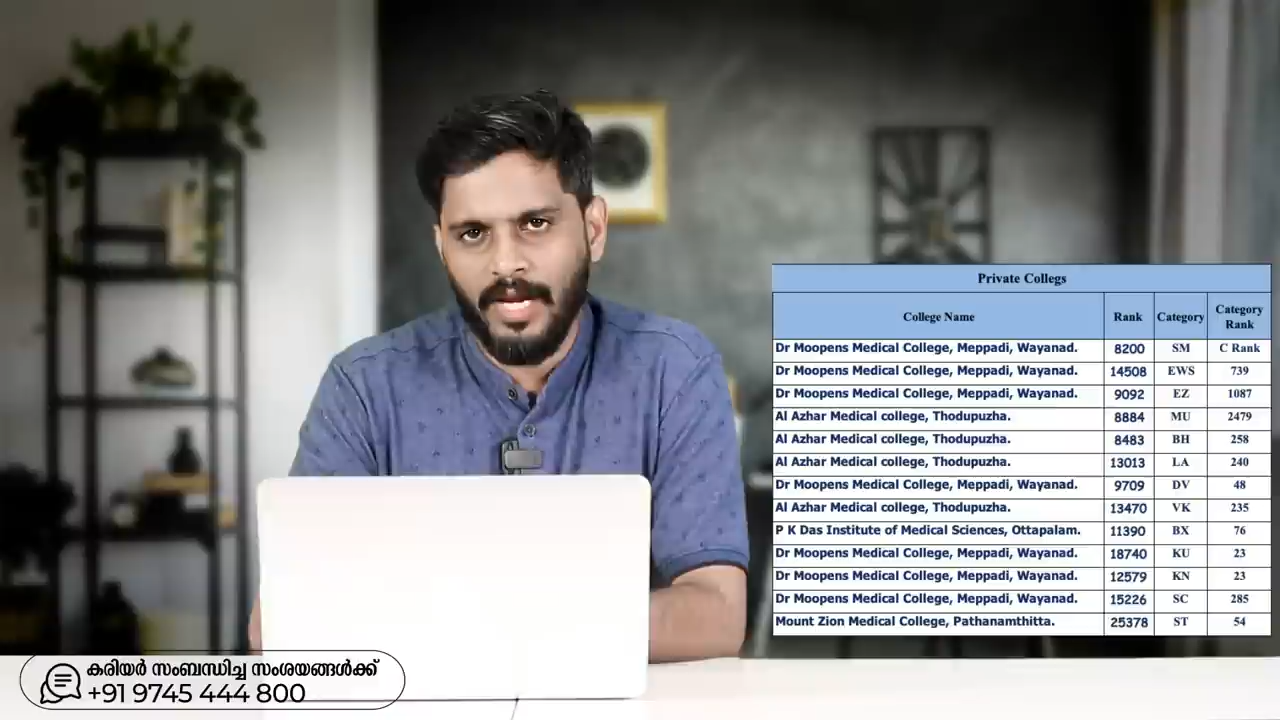 Private Collegs
College Name Rank Category Category Rank
Dr Moopens Medical College, Meppadi, Wayanad. 8200 SM C Rank
Dr Moopens Medical College, Meppadi, Wayanad. 14508 EWS 739
Dr Moopens Medical College, Meppadi, Wayanad. 9092 EZ 1087
Al Azhar Medical college, Thodupuzha. 8884 MU 2479
Al Azhar Medical college, Thodupuzha. 8483 BH 258
Al Azhar Medical college, Thodupuzha. 13013 LA 240
Dr Moopens Medical College, Meppadi, Wayanad. 9709 DV 48
Al Azhar Medical college, Thodupuzha. 13470 VK 235
P K Das Institute of Medical Sciences, Ottapalam. 11390 BX 76
Dr Moopens Medical College, Meppadi, Wayanad. 18740 KU 23
Dr Moopens Medical College, Meppadi, Wayanad. 12579 KN 23
Dr Moopens Medical College, Meppadi, Wayanad. 15226 SC 285
Mount Zion Medical College, Pathanamthitta. 25378 ST 54
കരിയർ സംബന്ധിച്ച സംശയങ്ങൾക്ക്
+91 9745 444 800